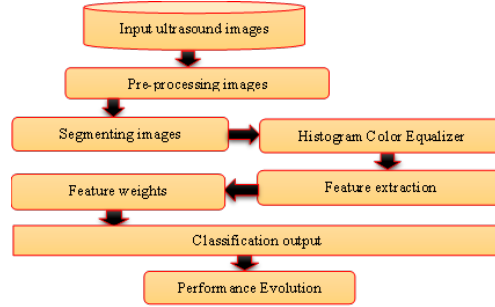 Input ultrasound images
Pre-processing images
Segmenting images
Histogram Color Equalizer
Feature extraction
Feature weights
Classification output
Performance Evolution